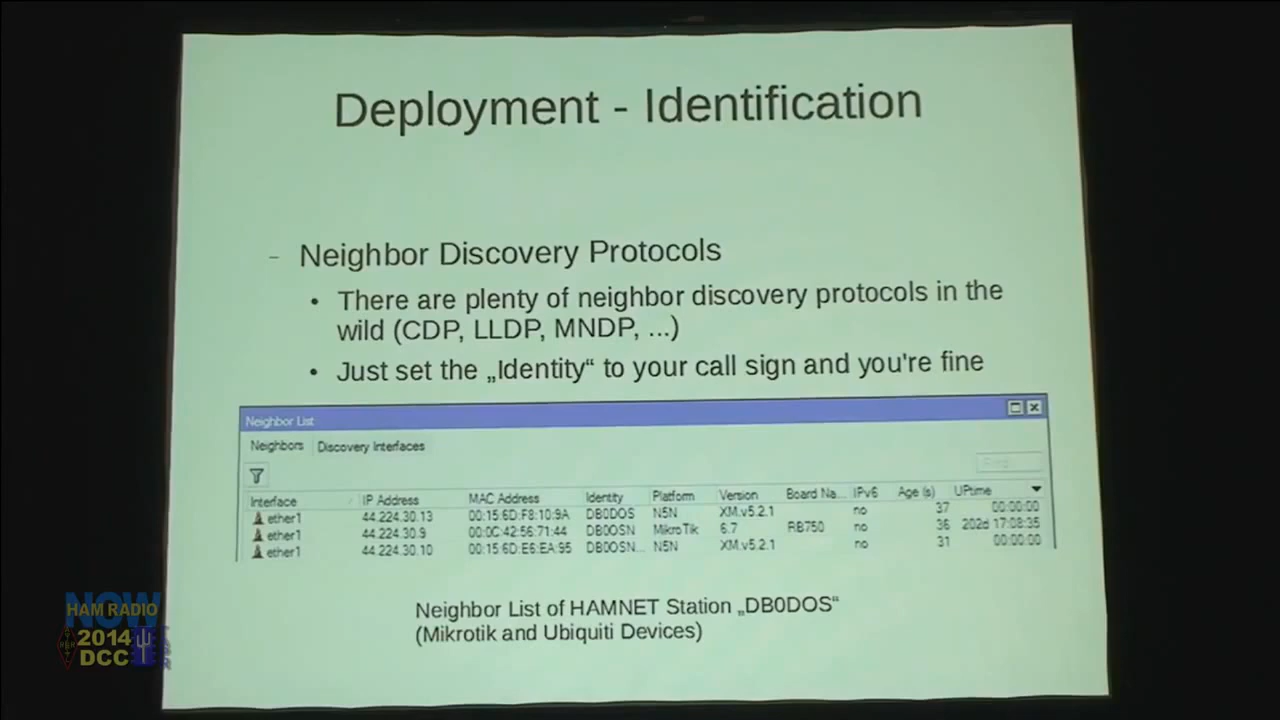 Deployment - Identification
– Neighbor Discovery Protocols
• There are plenty of neighbor discovery protocols in the
wild (CDP, LLDP, MNDP, ...)
• Just set the „Identity“ to your call sign and you're fine
Neighbor List
Neighbors Discovery Interfaces
Find
Interface IP Address MAC Address Identity Platform Version Board Na... IPv6 Age (s) UPtime
ether1 44.224.30.13 00:15:6D:F8:10:9A DB0DOS N5N XM.v5.2.1 no 37 00:00:00
ether1 44.224.30.9 00:0C:42:56:71:44 DB0OSN MikroTik 6.7 RB750 no 36 202d 17:08:35
ether1 44.224.30.10 00:15:6D:E6:EA:95 DB0OSN... N5N XM.v5.2.1 no 31 00:00:00
Neighbor List of HAMNET Station „DB0DOS“
(Mikrotik and Ubiquiti Devices)
NOW
HAM RADIO
2014
DCC